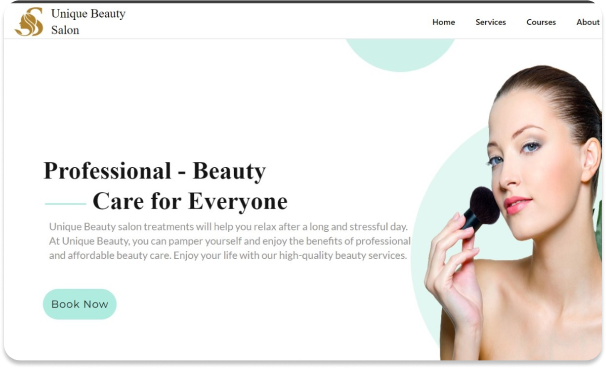 Unique Beauty
Salon
Home Services Courses About
Professional - Beauty
Care for Everyone
Unique Beauty salon treatments will help you relax after a long and stressful day.
At Unique Beauty, you can pamper yourself and enjoy the benefits of professional
and affordable beauty care. Enjoy your life with our high-quality beauty services.
Book Now